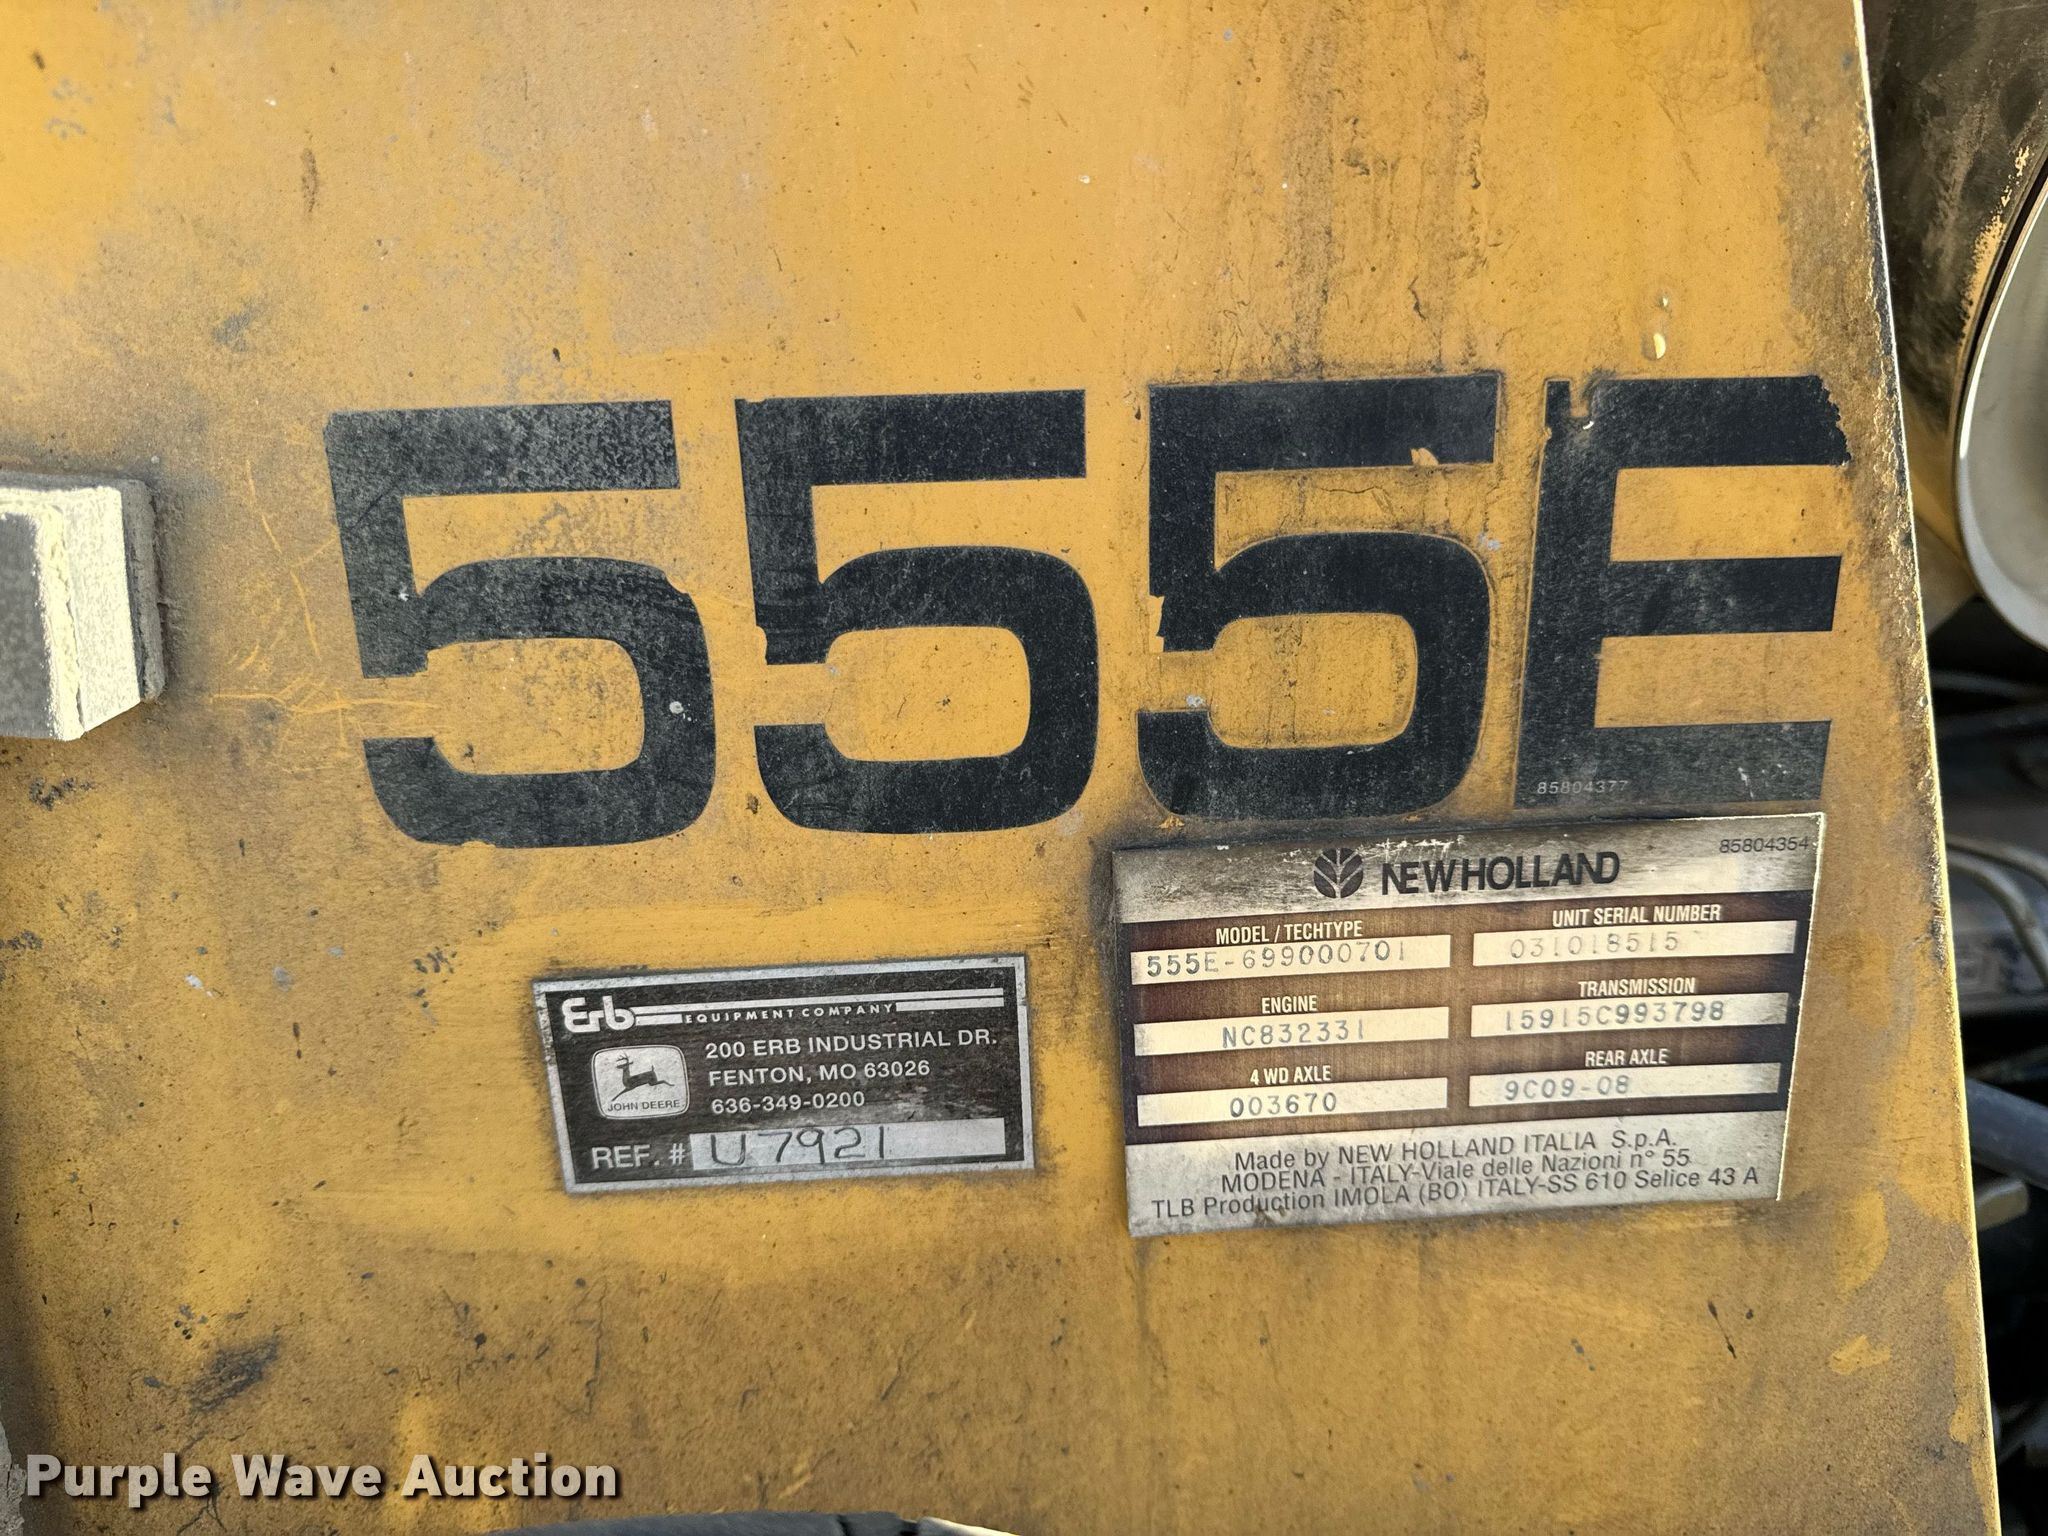 555E
85804377
NEWHOLLAND
85804354
MODEL / TECHTYPE
555E-699000701
UNIT SERIAL NUMBER
031018515
ENGINE
NC832331
TRANSMISSION
15915C993798
4 WD AXLE
003670
REAR AXLE
9C09-08
Made by NEW HOLLAND ITALIA S.p.A.
MODENA - ITALY-Viale delle Nazioni n° 55
TLB Production IMOLA (BO) ITALY-SS 610 Selice 43 A
Erb EQUIPMENT COMPANY
200 ERB INDUSTRIAL DR.
FENTON, MO 63026
636-349-0200
JOHN DEERE
REF. # U7921
Purple Wave Auction